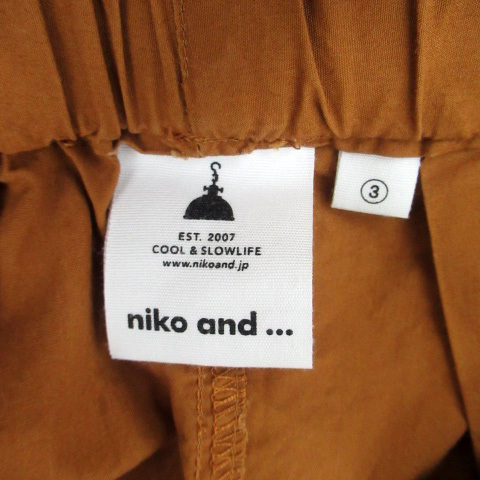 EST. 2007
COOL & SLOWLIFE
www.nikoand.jp
niko and ...
3